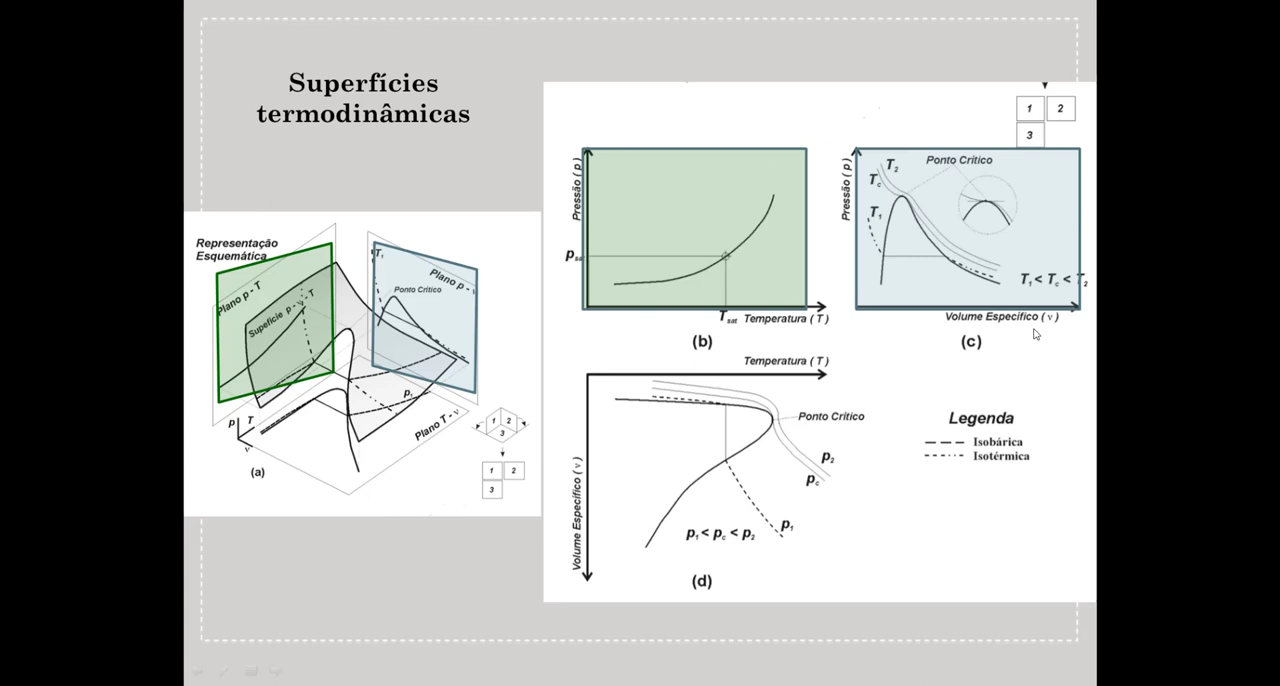 Superfícies
termodinâmicas
Representação
Esquemática
Plano p - T
Supefície p - v - T
T1
Plano p -
Ponto Crítico
p1
Plano T - v
p
T
v
1 2
3
(a)
1 2
3
1 2
3
Pressão ( p )
Tsat Temperatura ( T )
(b)
Pressão ( p )
Ponto Crítico
T2
Tc
T1
T1 < Tc < T2
Volume Específico ( v )
(c)
Temperatura ( T )
Volume Específico ( v )
Ponto Crítico
p2
pc
p1
p1 < pc < p2
(d)
Legenda
Isobárica
Isotérmica